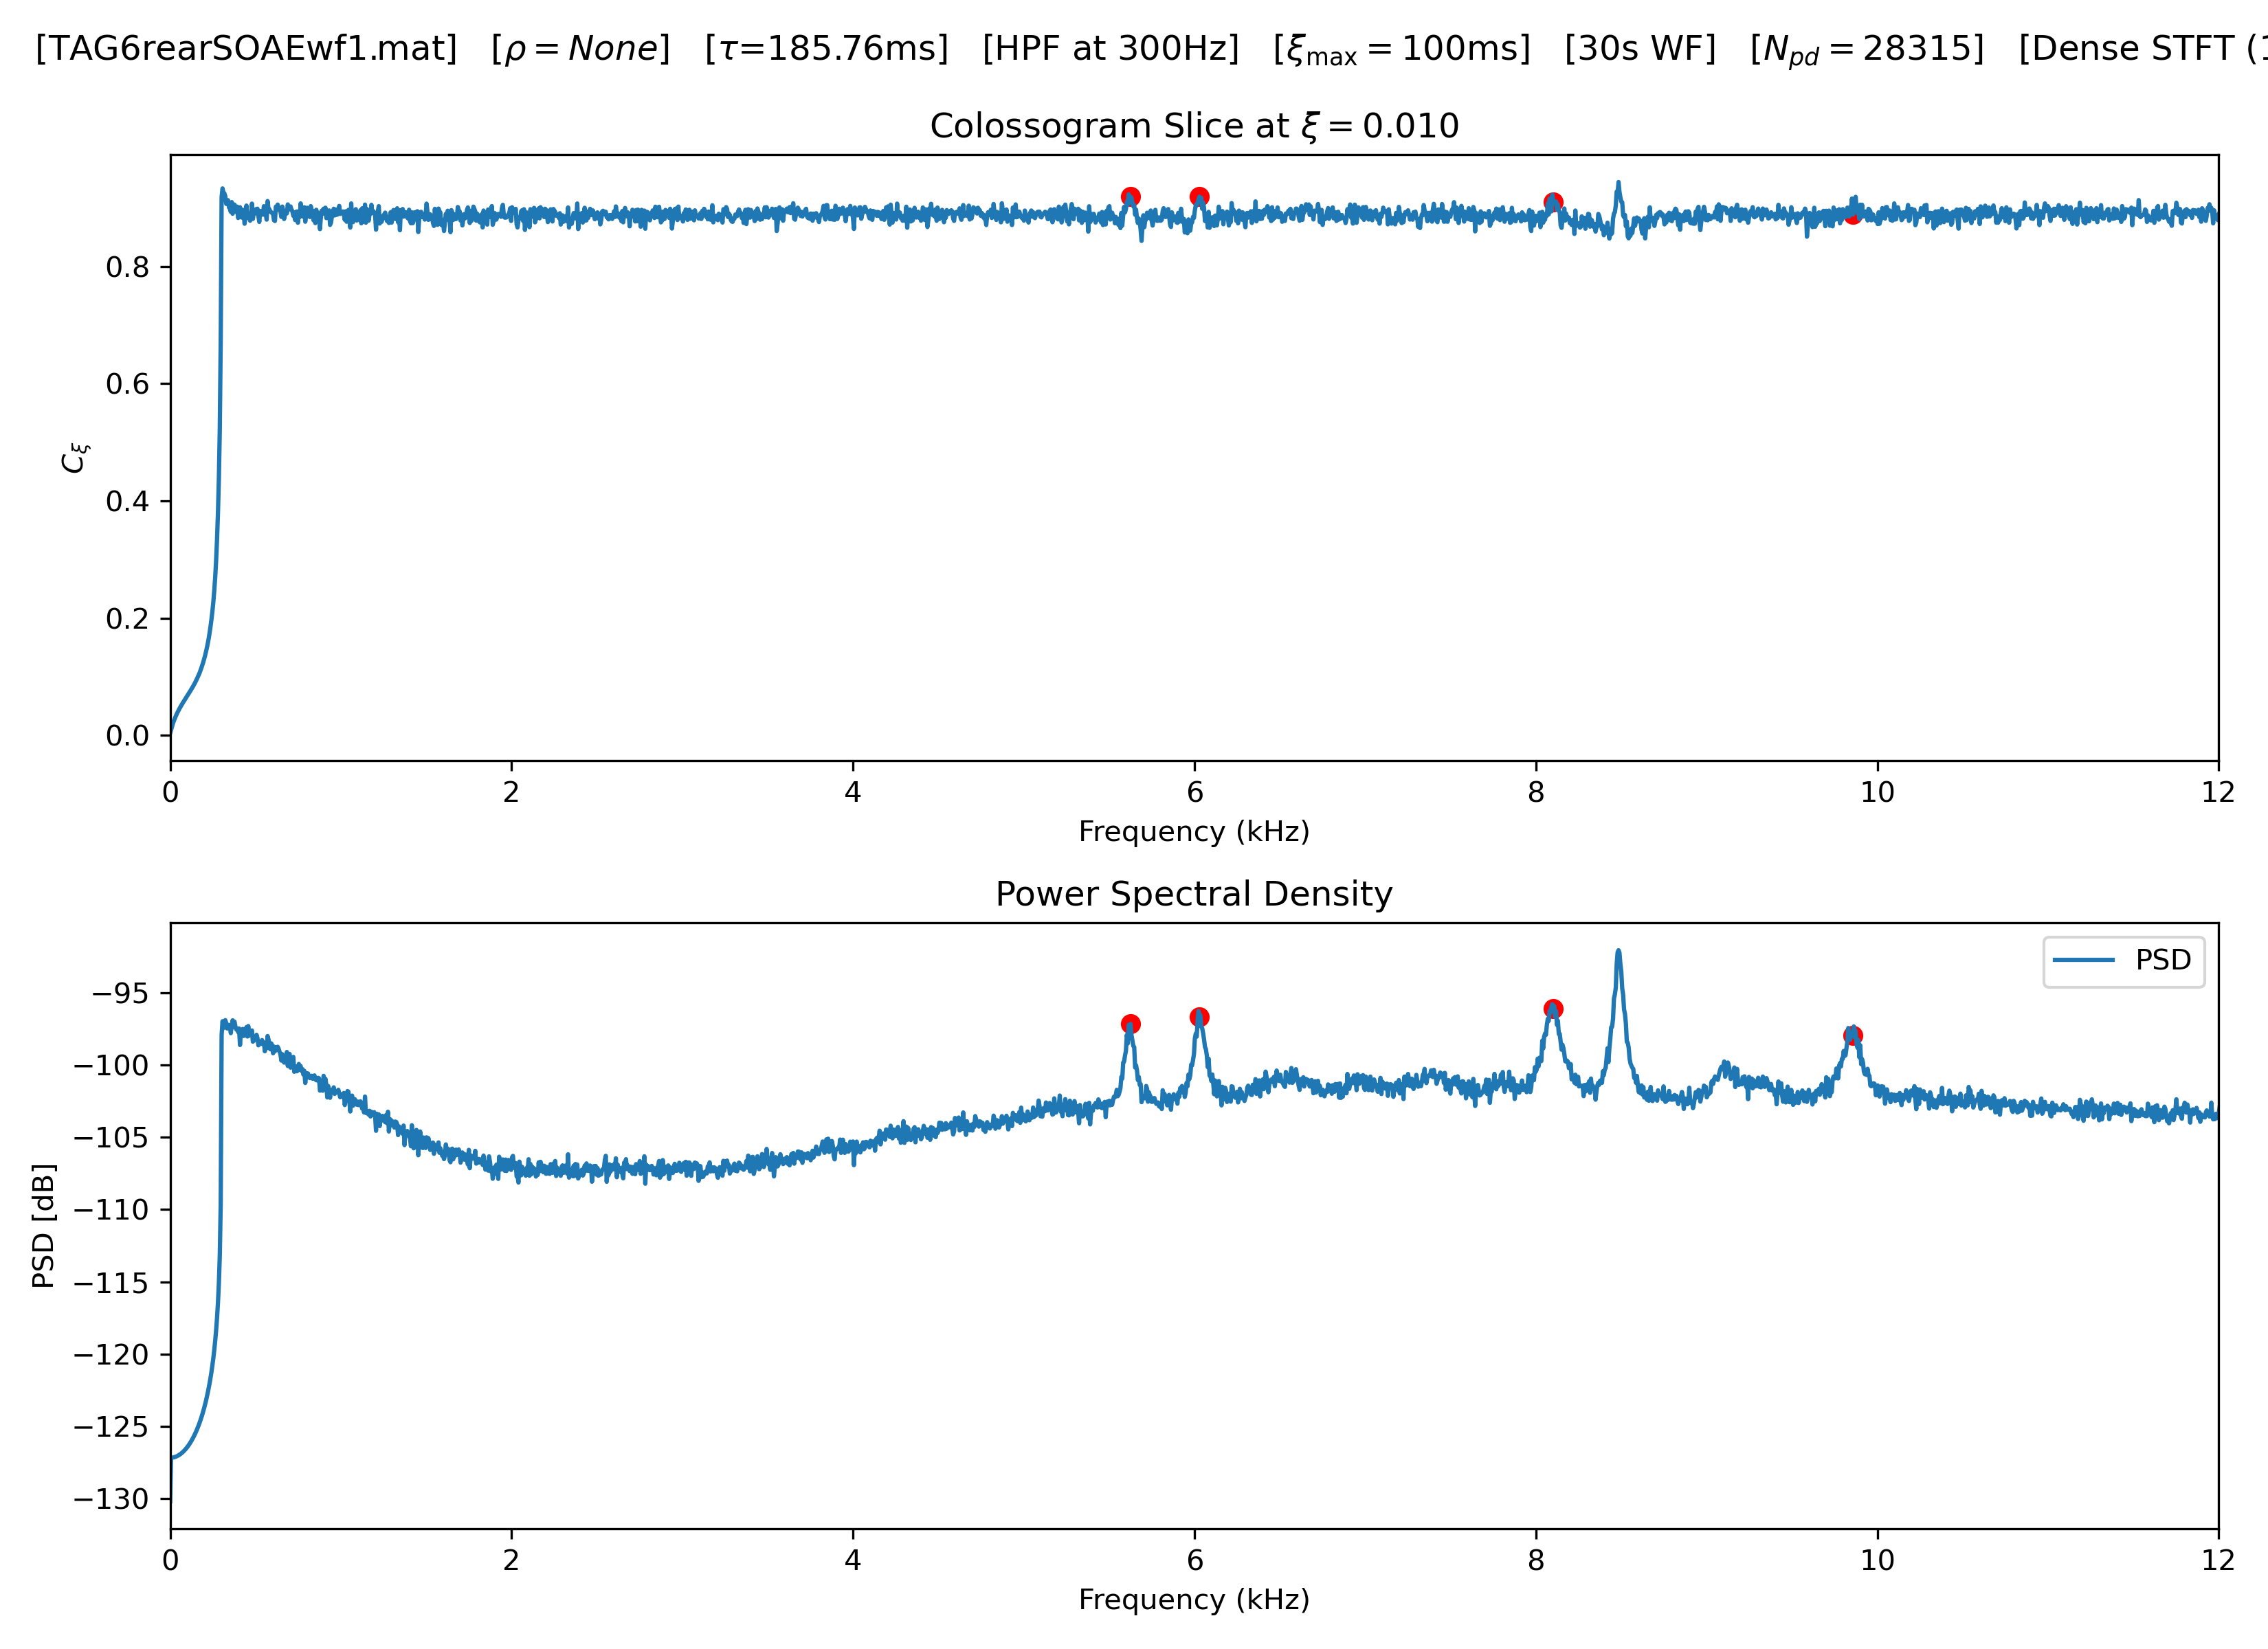 [TAG6rearSOAEwf1.mat] [ρ = None] [τ=185.76ms] [HPF at 300Hz] [ξmax = 100ms] [30s WF] [Npd = 28315] [Dense STFT (1
Colossogram Slice at ξ = 0.010
Cξ
0.8
0.6
0.4
0.2
0.0
0 2 4 6 8 10 12
Frequency (kHz)
Power Spectral Density
PSD
PSD [dB]
−95
−100
−105
−110
−115
−120
−125
−130
0 2 4 6 8 10 12
Frequency (kHz)